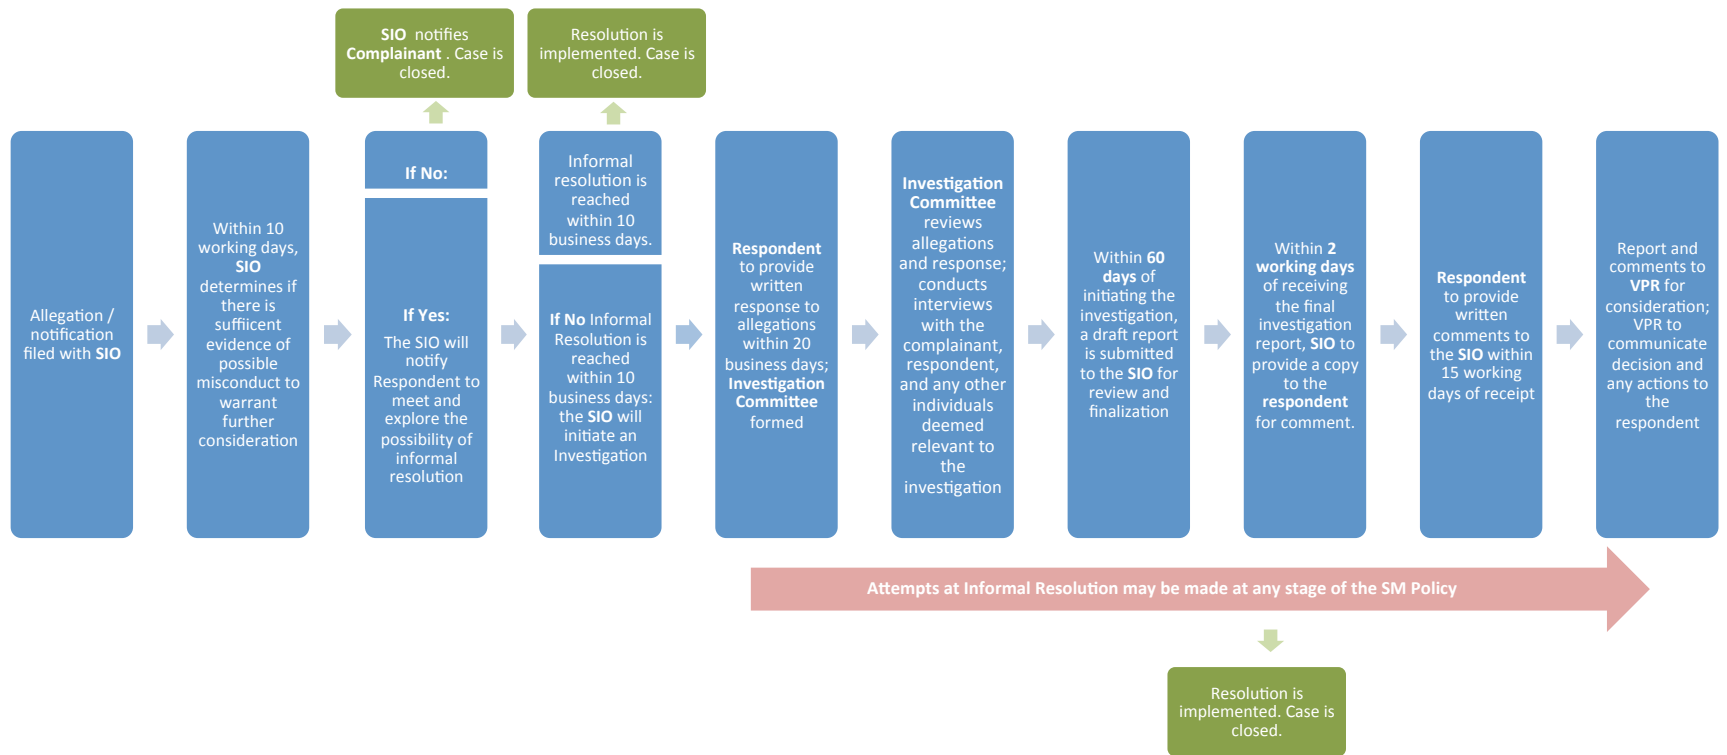 SIO notifies
Complainant . Case is
closed.
Resolution is
implemented. Case is
closed.
Allegation /
notification
filed with SIO
Within 10
working days,
SIO
determines if
there is
suffiicent
evidence of
possible
misconduct to
warrant
further
consideration
If No:
If Yes:
The SIO will
notify
Respondent to
meet and
explore the
possibility of
informal
resolution
Informal
resolution is
reached
within 10
business days.
If No Informal
Resolution is
reached
within 10
business days:
the SIO will
initiate an
Investigation
Respondent
to provide
written
response to
allegations
within 20
business days;
Investigation
Committee
formed
Investigation
Committee
reviews
allegations
and response;
conducts
interviews
with the
complainant,
respondent,
and any other
individuals
deemed
relevant to
the
investigation
Within 60
days of
initiating the
investigation,
a draft report
is submitted
to the SIO for
review and
finalization
Within 2
working days
of receiving
the final
investigation
report, SIO to
provide a copy
to the
respondent
for comment.
Respondent
to provide
written
comments to
the SIO within
15 working
days of receipt
Report and
comments to
VPR for
consideration;
VPR to
communicate
decision and
any actions to
the
respondent
Attempts at Informal Resolution may be made at any stage of the SM Policy
Resolution is
implemented. Case is
closed.